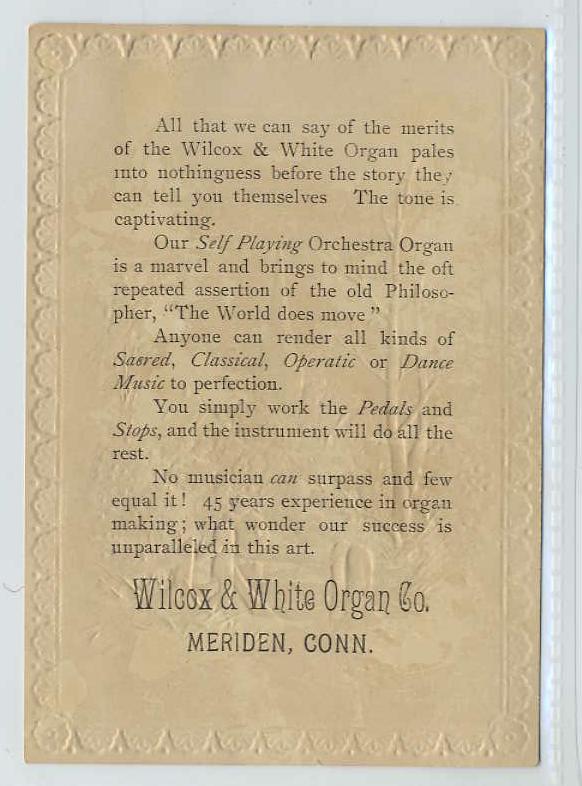 All that we can say of the merits
of the Wilcox & White Organ pales
into nothingness before the story they
can tell you themselves The tone is
captivating.
Our Self Playing Orchestra Organ
is a marvel and brings to mind the oft
repeated assertion of the old Philoso-
pher, “The World does move ”
Anyone can render all kinds of
Sacred, Classical, Operatic or Dance
Music to perfection.
You simply work the Pedals and
Stops, and the instrument will do all the
rest.
No musician can surpass and few
equal it! 45 years experience in organ
making; what wonder our success is
unparalleled in this art.
Wilcox & White Organ Co.
MERIDEN, CONN.